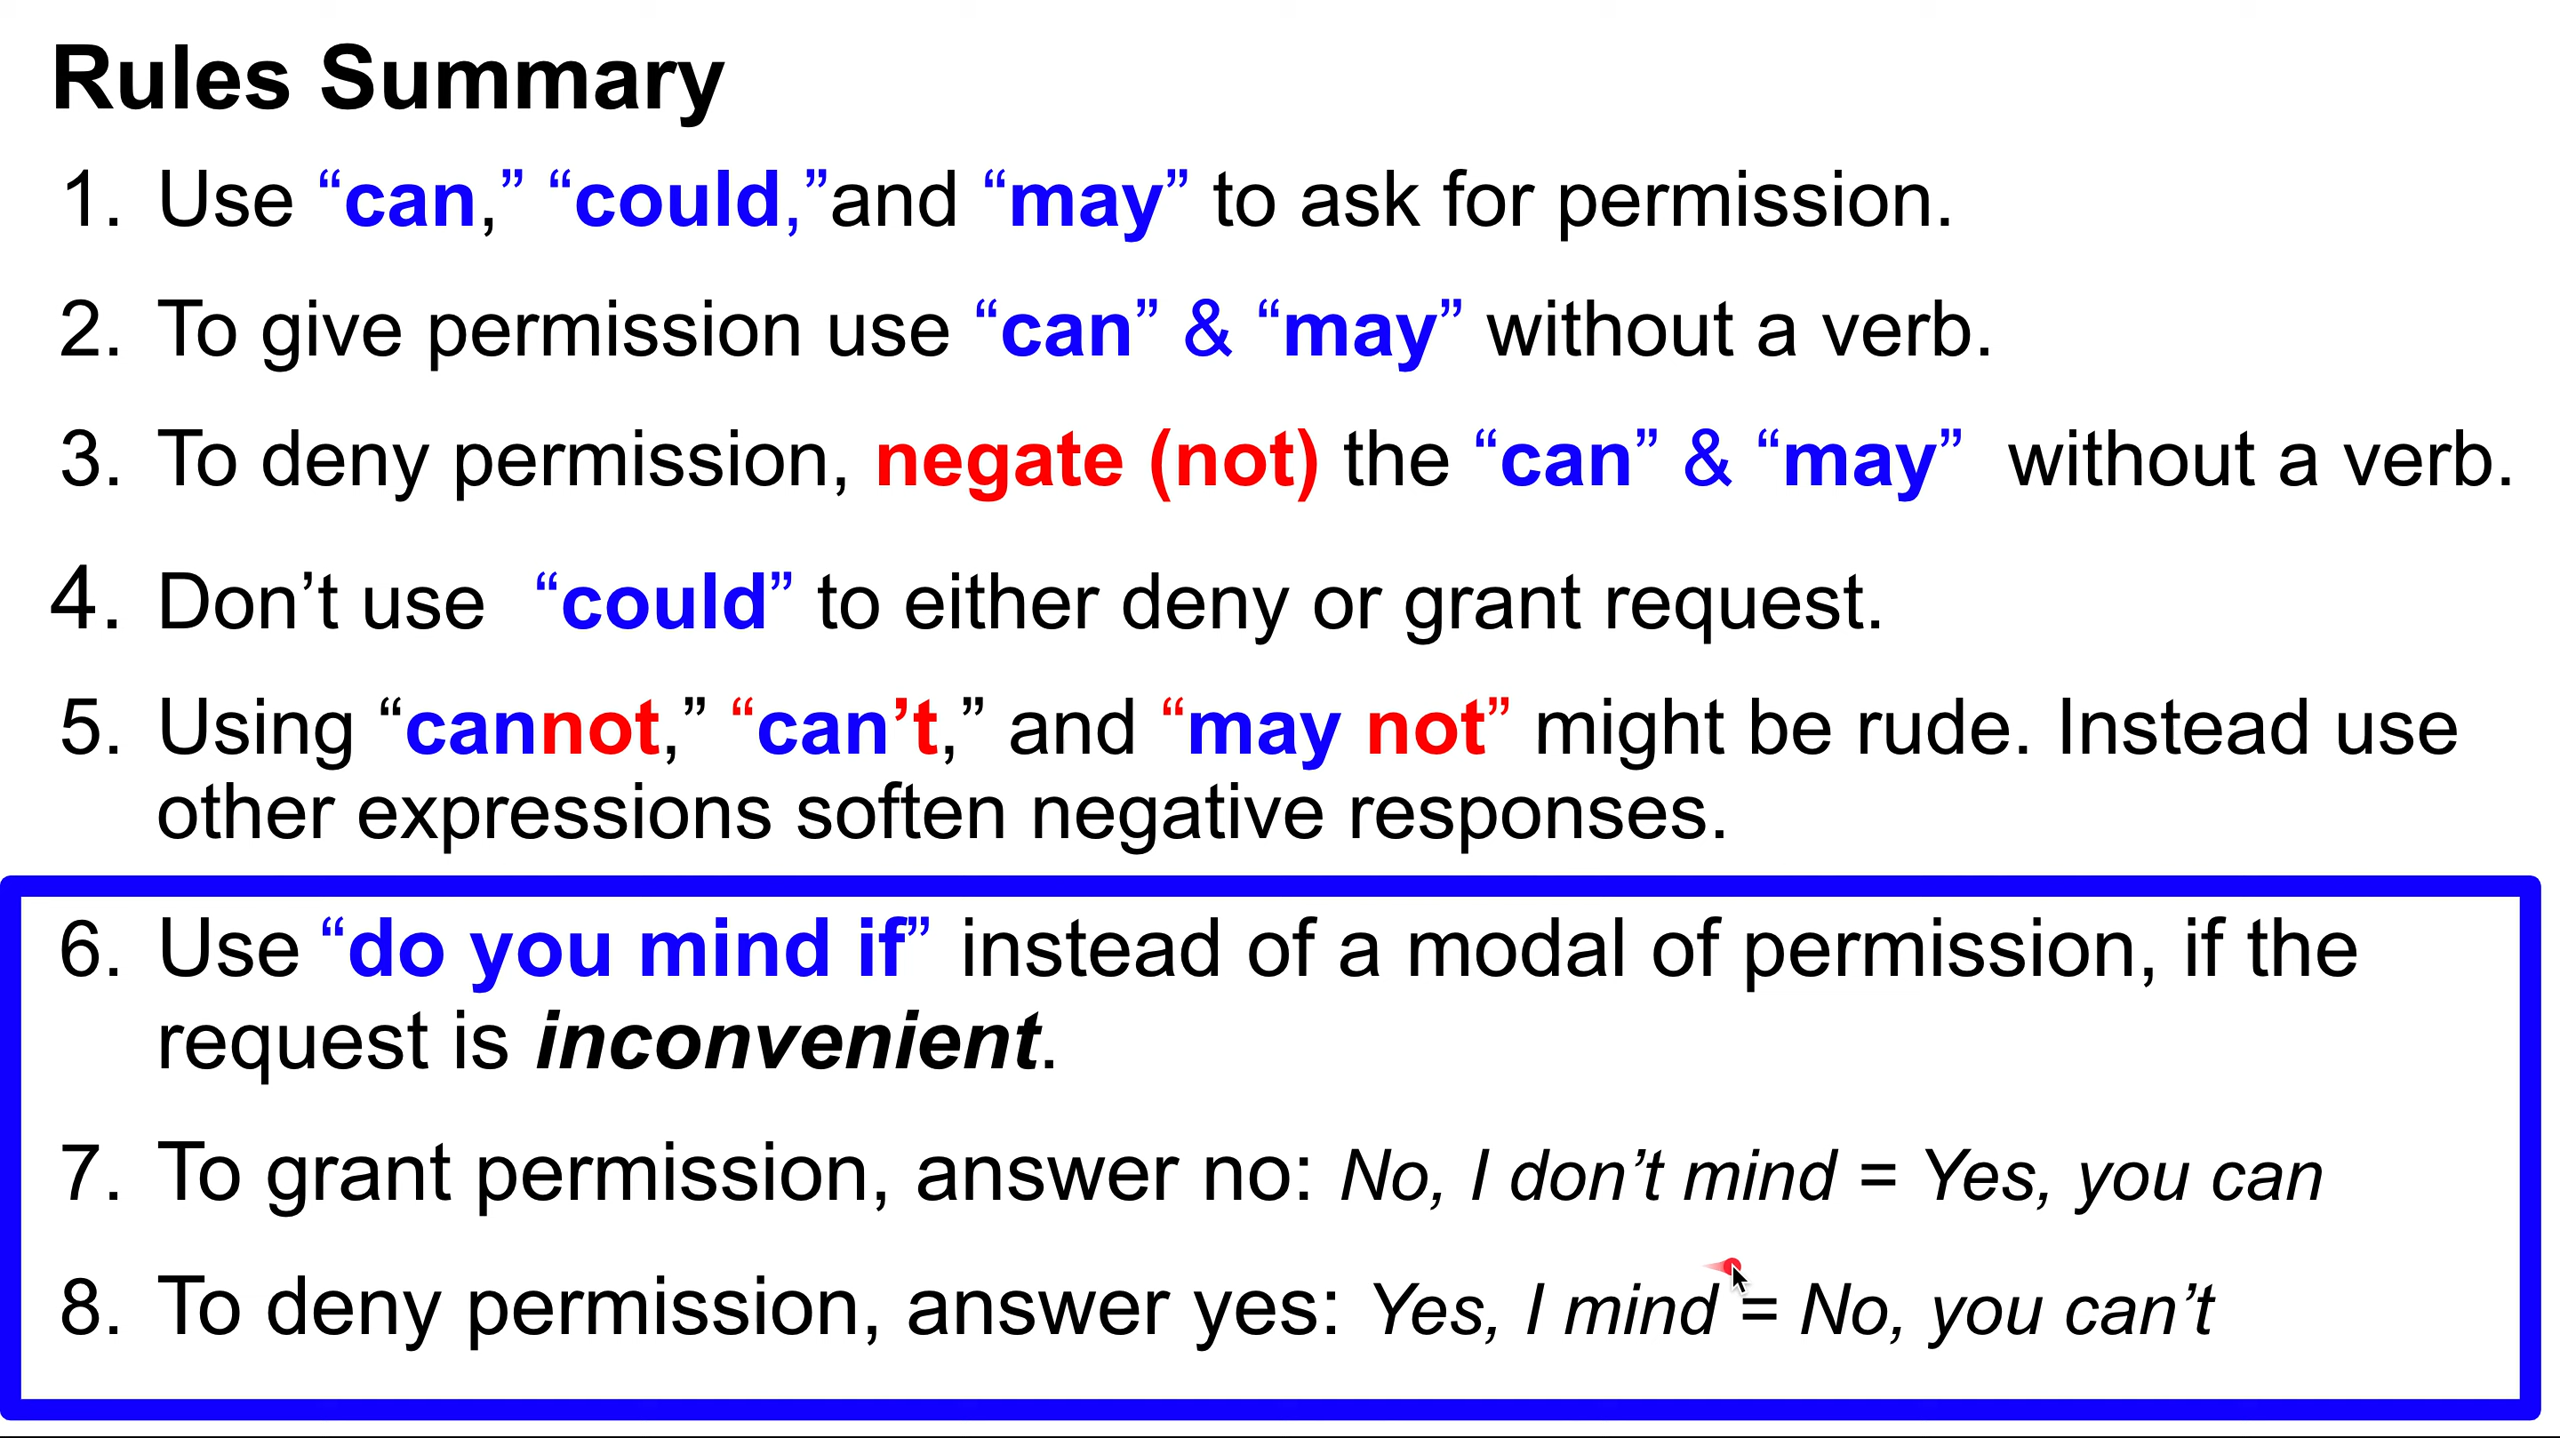 Rules Summary
1. Use “can,” “could,”and “may” to ask for permission.
2. To give permission use “can” & “may” without a verb.
3. To deny permission, negate (not) the “can” & “may” without a verb.
4. Don’t use “could” to either deny or grant request.
5. Using “cannot,” “can’t,” and “may not” might be rude. Instead use
other expressions soften negative responses.
6. Use “do you mind if” instead of a modal of permission, if the
request is inconvenient.
7. To grant permission, answer no: No, I don’t mind = Yes, you can
8. To deny permission, answer yes: Yes, I mind = No, you can’t